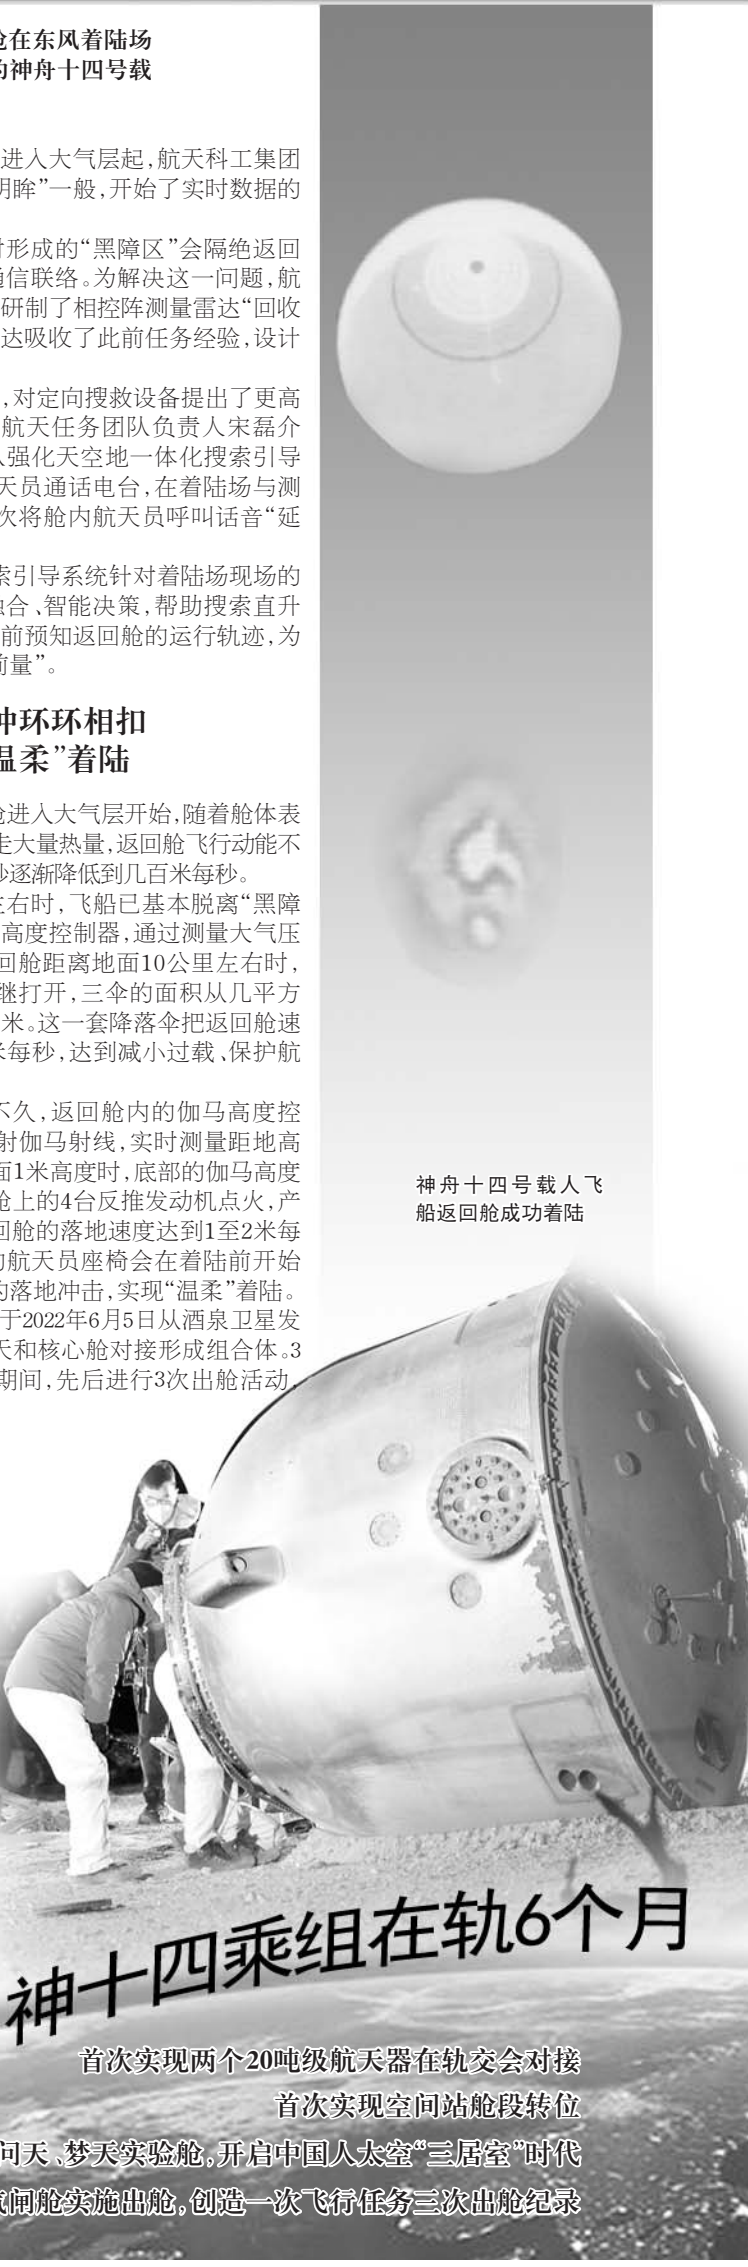 舱在东风着陆场
的神舟十四号载
进入大气层起，航天科工集团
明眸”一般，开始了实时数据的
形成的“黑障区”会隔绝返回
通信联络。为解决这一问题，航
研制了相控阵测量雷达“回收
达吸收了此前任务经验，设计
，对定向搜救设备提出了更高
航天任务团队负责人宋磊介
强化天空地一体化搜索引导
天员通话电台，在着陆场与测
次将舱内航天员呼叫话音“延
索引导系统针对着陆场现场的
融合、智能决策，帮助搜索直升
前预知返回舱的运行轨迹，为
前量”。
冲环环相扣
温柔”着陆
舱进入大气层开始，随着舱体表
走大量热量，返回舱飞行动能不
秒逐渐降低到几百米每秒。
左右时，飞船已基本脱离“黑障
高度控制器，通过测量大气压
回舱距离地面10公里左右时，
继打开，三伞的面积从几平方
米。这一套降落伞把返回舱速
米每秒，达到减小过载、保护航
不久，返回舱内的伽马高度控
射伽马射线，实时测量距地高
面1米高度时，底部的伽马高度
舱上的4台反推发动机点火，产
回舱的落地速度达到1至2米每
的航天员座椅会在着陆前开始
的落地冲击，实现“温柔”着陆。
于2022年6月5日从酒泉卫星发
天和核心舱对接形成组合体。3
期间，先后进行3次出舱活动，
神舟十四号载人飞
船返回舱成功着陆
神十四乘组在轨6个月
首次实现两个20吨级航天器在轨交会对接
首次实现空间站舱段转位
问天、梦天实验舱，开启中国人太空“三居室”时代
气闸舱实施出舱，创造一次飞行任务三次出舱纪录